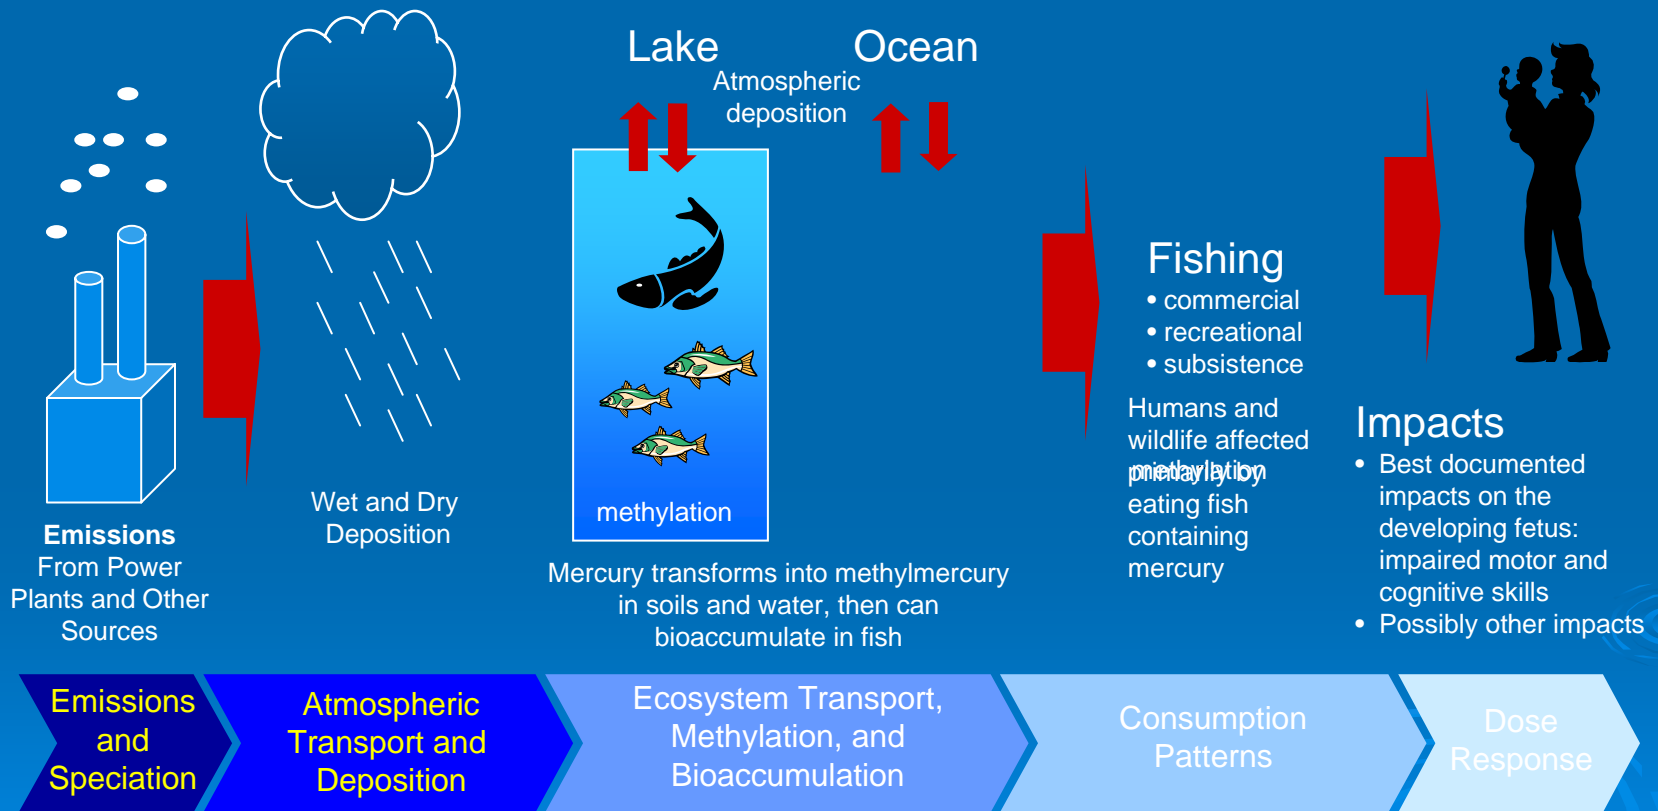 Lake
Ocean
Atmospheric
deposition
Fishing
• commercial
• recreational
• subsistence
Humans and
wildlife affected
primarily by
methylation
eating fish
containing
mercury
Impacts
• Best documented
impacts on the
developing fetus:
impaired motor and
cognitive skills
• Possibly other impacts
Wet and Dry
Deposition
methylation
Emissions
From Power
Plants and Other
Sources
Mercury transforms into methylmercury
in soils and water, then can
bioaccumulate in fish
Emissions
and
Speciation
Atmospheric
Transport and
Deposition
Ecosystem Transport,
Methylation, and
Bioaccumulation
Consumption
Patterns
Dose
Response